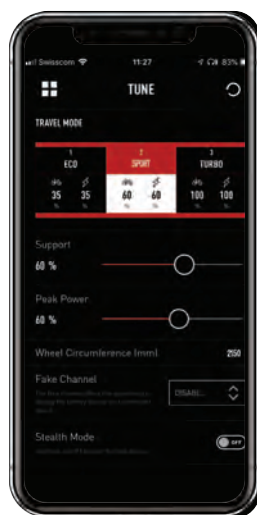 Swisscom 11:27 83%
TUNE
TRAVEL MODE
1 2 3
ECO SPORT TURBO
35 35 60 60 100 100
% % % % % %
Support
60 %
Peak Power
60 %
Wheel Circumference (mm) 2150
Fake Channel
DISABL...
Stealth Mode
OFF